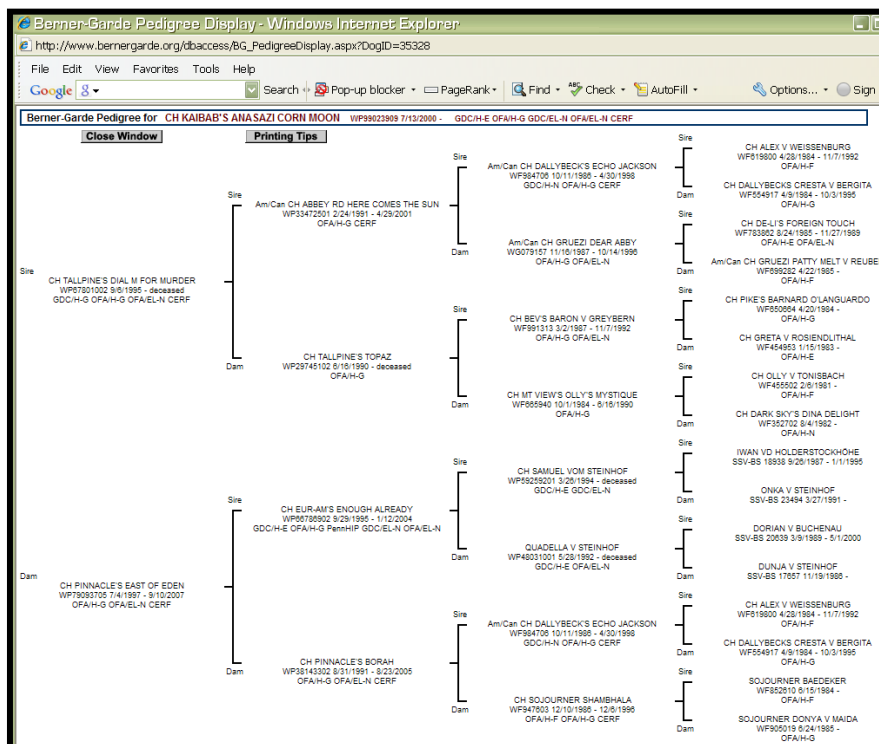 Berner-Garde Pedigree Display - Windows Internet Explorer
http://www.bernergarde.org/dbaccess/BG_PedigreeDisplay.aspx?DogID=35328
File Edit View Favorites Tools Help
Google Search Pop-up blocker PageRank Find Check AutoFill Options... Sign
Berner-Garde Pedigree for CH KAIBAB'S ANASAZI CORN MOON WP99023909 7/13/2000 - GDC/H-E OFA/H-G GDC/EL-N OFA/EL-N CERF
Close Window Printing Tips
Sire
CH TALLPINE'S DIAL M FOR MURDER
WP67801002 9/6/1995 - deceased
GDC/H-G OFA/H-G OFA/EL-N CERF
Dam
CH PINNACLE'S EAST OF EDEN
WP79093705 7/4/1997 - 9/10/2007
OFA/H-G OFA/EL-N CERF
Sire
Am/Can CH ABBEY RD HERE COMES THE SUN
WP33472501 2/24/1991 - 4/29/2001
OFA/H-G CERF
Dam
CH TALLPINE'S TOPAZ
WP29745102 6/16/1990 - deceased
OFA/H-G
Sire
CH EUR-AM'S ENOUGH ALREADY
WP66786902 9/29/1995 - 1/12/2004
GDC/H-E OFA/H-G PennHIP GDC/EL-N OFA/EL-N
Dam
CH PINNACLE'S BORAH
WP38143302 8/31/1991 - 8/23/2005
OFA/H-G OFA/EL-N CERF
Sire
Am/Can CH DALLYBECK'S ECHO JACKSON
WF984706 10/11/1986 - 4/30/1998
GDC/H-N OFA/H-G CERF
Dam
Am/Can CH GRUEZI DEAR ABBY
WG079157 11/16/1987 - 10/14/1996
OFA/H-G OFA/EL-N
Sire
CH BEV'S BARON V GREYBERN
WF991313 3/2/1987 - 11/7/1992
OFA/H-G OFA/EL-N
Dam
CH MT VIEW'S OLLY'S MYSTIQUE
WF665940 10/1/1984 - 6/16/1990
OFA/H-G
Sire
CH SAMUEL VOM STEINHOF
WP59259201 3/26/1994 - deceased
GDC/H-E GDC/EL-N
Dam
QUADELLA V STEINHOF
WP48031001 5/28/1992 - deceased
GDC/H-E OFA/EL-N
Sire
Am/Can CH DALLYBECK'S ECHO JACKSON
WF984706 10/11/1986 - 4/30/1998
GDC/H-N OFA/H-G CERF
Dam
CH SOJOURNER SHAMBHALA
WF947603 12/10/1986 - 12/6/1996
OFA/H-F OFA/H-G CERF
Sire
CH ALEX V WEISSENBURG
WF619800 4/28/1984 - 11/7/1992
OFA/H-F
CH DALLYBECKS CRESTA V BERGITA
WF554917 4/9/1984 - 10/3/1995
Dam
OFA/H-G
Sire
CH DE-LI'S FOREIGN TOUCH
WF783862 8/24/1985 - 11/27/1989
OFA/H-E OFA/EL-N
Am/Can CH GRUEZI PATTY MELT V REUBE
WF699282 4/22/1985 -
Dam
OFA/H-F
Sire
CH PIKE'S BARNARD O'LANGUARDO
WF650664 4/20/1984 -
OFA/H-G
CH GRETA V ROSIENDLITHAL
WF454953 1/15/1983 -
Dam
OFA/H-E
Sire
CH OLLY V TONISBACH
WF455502 2/6/1981 -
OFA/H-F
CH DARK SKY'S DINA DELIGHT
WF352702 8/4/1982 -
Dam
OFA/H-N
Sire
IWAN VD HOLDERSTOCKHÖHE
SSV-BS 18938 9/26/1987 - 1/1/1995
ONKA V STEINHOF
SSV-BS 23494 3/27/1991 -
Dam
Sire
DORIAN V BUCHENAU
SSV-BS 20639 3/9/1989 - 5/1/2000
DUNJA V STEINHOF
SSV-BS 17657 11/19/1986 -
Dam
Sire
CH ALEX V WEISSENBURG
WF619800 4/28/1984 - 11/7/1992
OFA/H-F
CH DALLYBECKS CRESTA V BERGITA
WF554917 4/9/1984 - 10/3/1995
Dam
OFA/H-G
Sire
SOJOURNER BAEDEKER
WF852610 6/15/1984 -
OFA/H-F
SOJOURNER DONYA V MAIDA
WF905019 6/24/1985 -
Dam
OFA/H-G